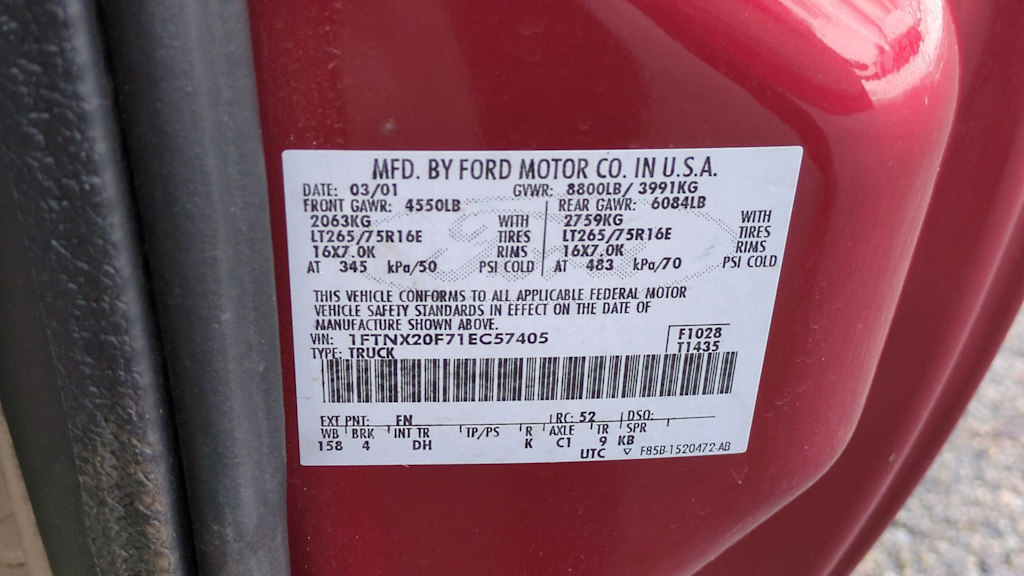 MFD. BY FORD MOTOR CO. IN U.S.A.
DATE: 03/01 GVWR: 8800LB/ 3991KG
FRONT GAWR: 4550LB REAR GAWR: 6084LB
2063KG WITH 2759KG WITH
LT265/75R16E TIRES LT265/75R16E TIRES
16X7.0K RIMS 16X7.0K RIMS
AT 345 kPa/50 PSI COLD AT 483 kPa/70 PSI COLD
THIS VEHICLE CONFORMS TO ALL APPLICABLE FEDERAL MOTOR
VEHICLE SAFETY STANDARDS IN EFFECT ON THE DATE OF
MANUFACTURE SHOWN ABOVE.
VIN: 1FTNX20F71EC57405 F1028
TYPE: TRUCK T1435
EXT PNT: FN RC: 52 DSO:
WB BRK INT TR TP/PS R AXLE TR SPR
158 4 DH K C1 9 KB
UTC ▽ F85B-1520472-AB